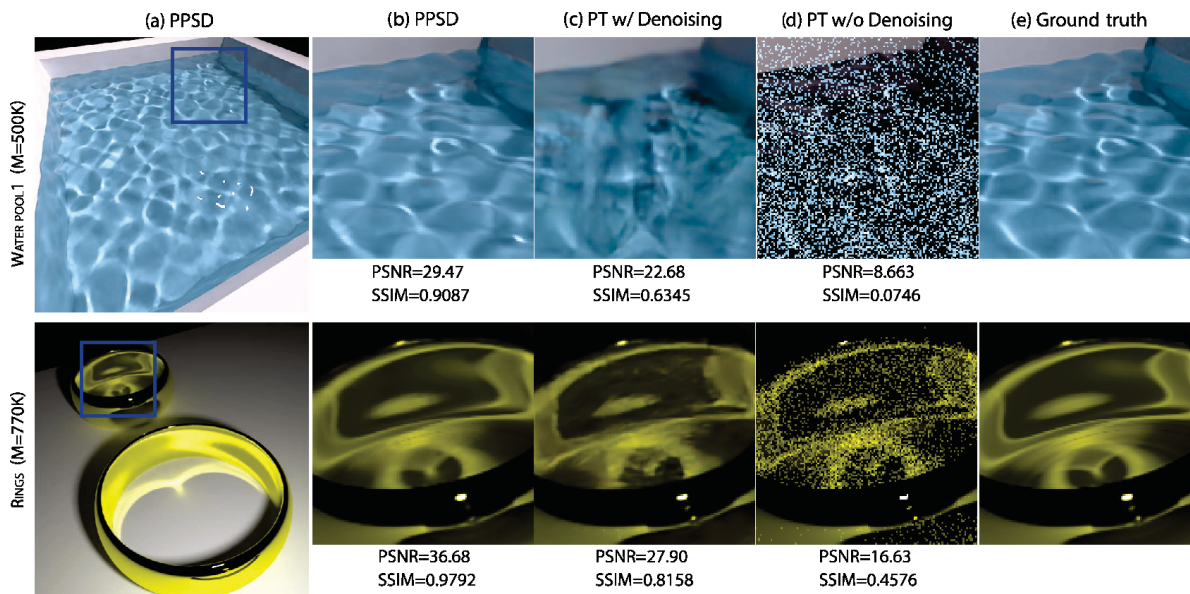 (a) PPSD
(b) PPSD
(c) PT w/ Denoising
(d) PT w/o Denoising
(e) Ground truth
WATER POOL1 (M=500K)
PSNR=29.47
SSIM=0.9087
PSNR=22.68
SSIM=0.6345
PSNR=8.663
SSIM=0.0746
RINGS (M=770K)
PSNR=36.68
SSIM=0.9792
PSNR=27.90
SSIM=0.8158
PSNR=16.63
SSIM=0.4576